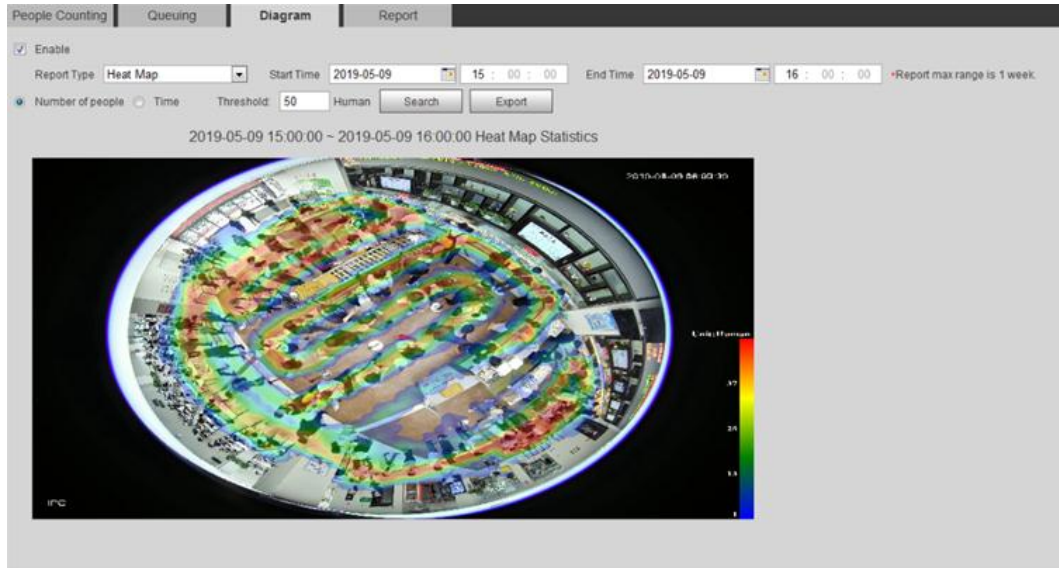 People Counting Queuing Diagram Report
Enable
Report Type Heat Map Start Time 2019-05-09 15 : 00 : 00 End Time 2019-05-09 16 : 00 : 00 *Report max range is 1 week.
Number of people Time Threshold: 50 Human Search Export
2019-05-09 15:00:00 ~ 2019-05-09 16:00:00 Heat Map Statistics
Unit:Human
37
1
IPC